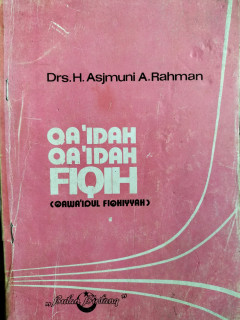 Drs.H. Asjmuni A.Rahman
QA'IDAH
QA'IDAH
FIQIH
(QAWA'IDUL FIQHIYYAH)
„Bulan Bintang"